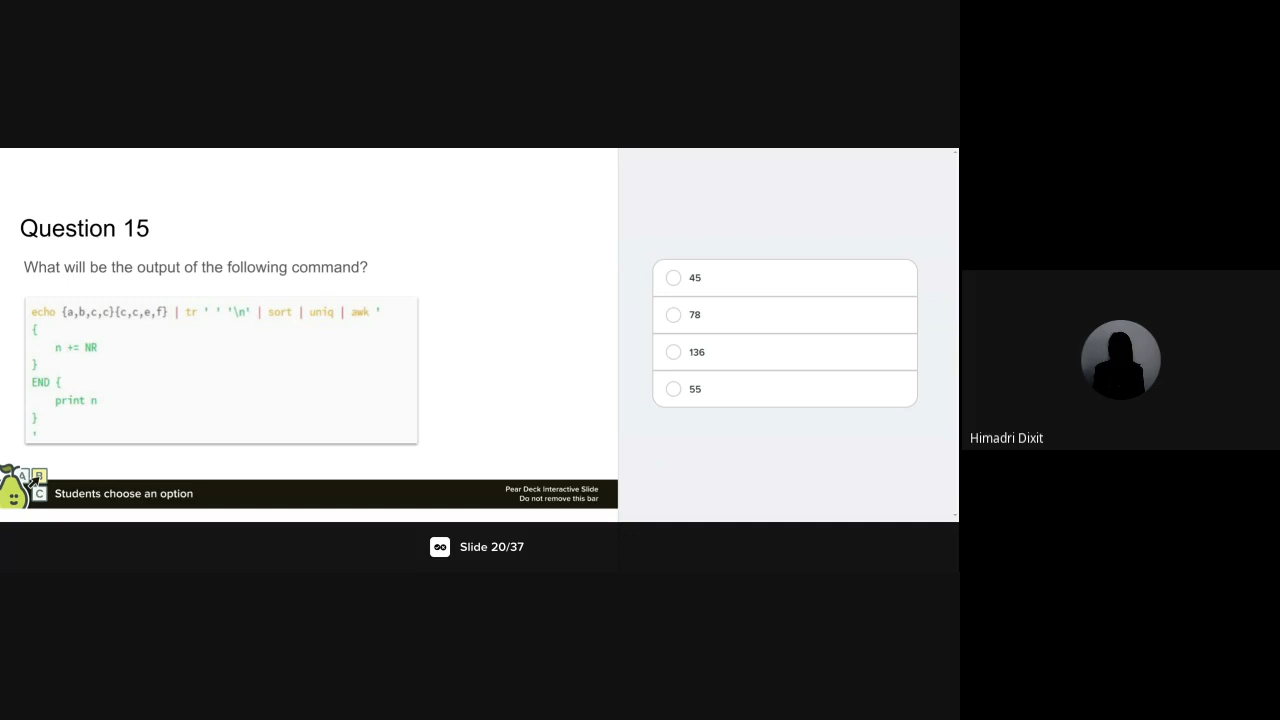 Question 15
What will be the output of the following command?
echo {a,b,c,c}{c,c,e,f} | tr ' ' '\n' | sort | uniq | awk '
{
n += NR
}
END {
print n
}
'
45
78
136
55
A B
C
Students choose an option
Pear Deck Interactive Slide
Do not remove this bar
Slide 20/37
Himadri Dixit